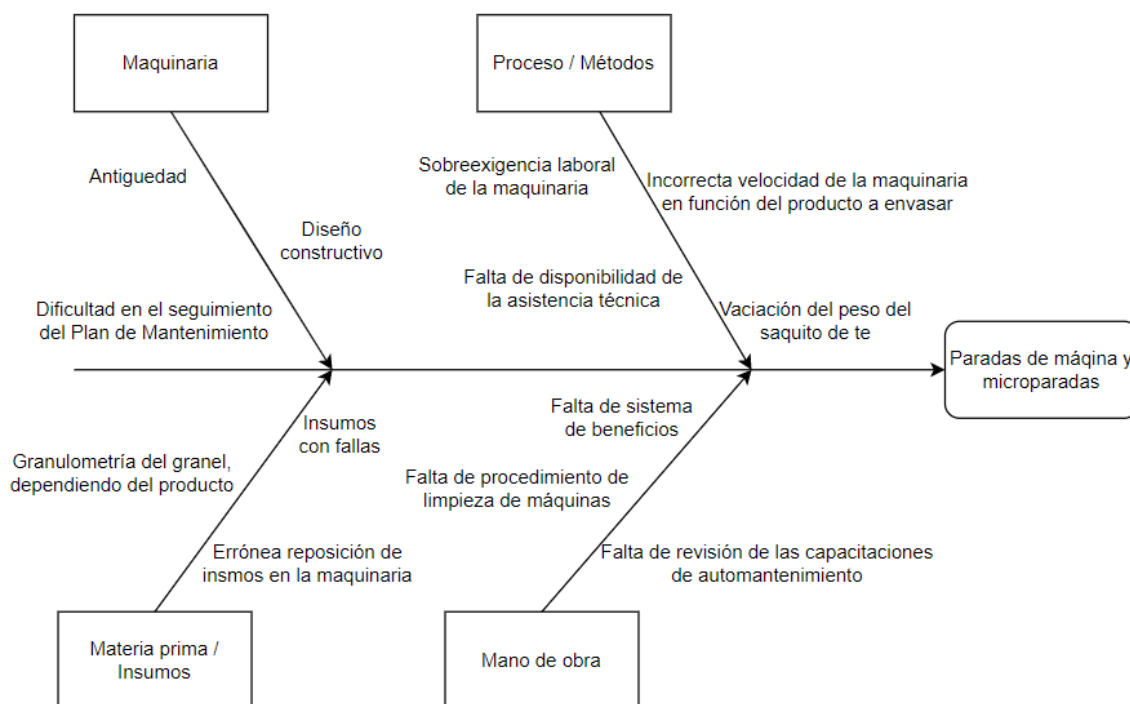 Maquinaria
Proceso / Métodos
Antiguedad
Sobreexigencia laboral
de la maquinaria
Incorrecta velocidad de la maquinaria
en función del producto a envasar
Diseño
constructivo
Falta de disponibilidad de
la asistencia técnica
Dificultad en el seguimiento
del Plan de Mantenimiento
Vaciación del peso del
saquito de te
Paradas de máqina y
microparadas
Insumos
con fallas
Falta de sistema
de beneficios
Granulometría del granel,
dependiendo del producto
Falta de procedimiento de
limpieza de máquinas
Errónea reposición de
insmos en la maquinaria
Falta de revisión de las capacitaciones
de automantenimiento
Materia prima /
Insumos
Mano de obra